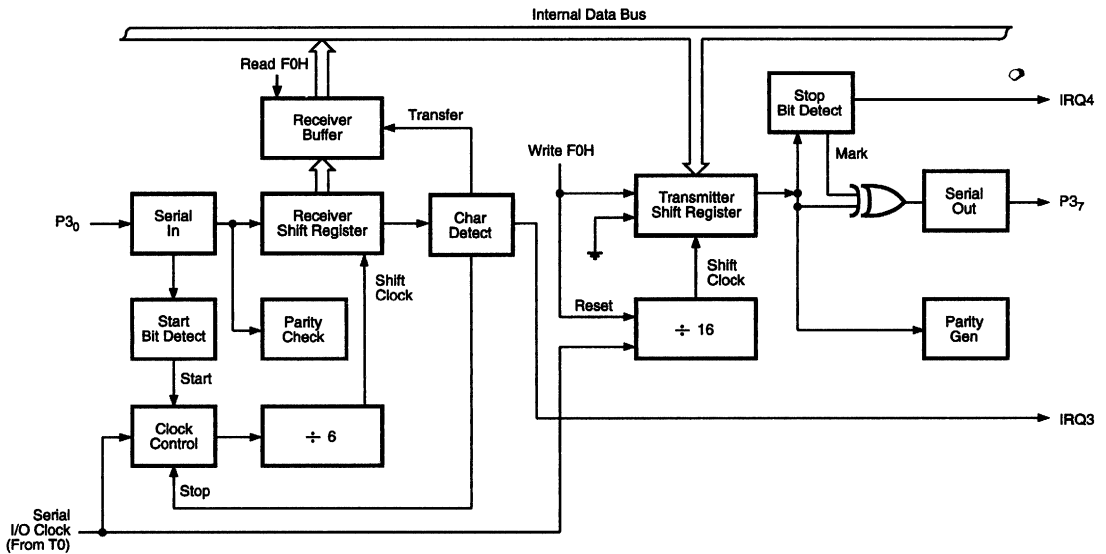 Internal Data Bus
Read F0H
Receiver
Buffer
Transfer
Stop
Bit Detect
IRQ4
Write F0H
Mark
P3₀
Serial
In
Receiver
Shift Register
Char
Detect
Transmitter
Shift Register
Serial
Out
P3₇
Shift
Clock
Shift
Clock
Start
Bit Detect
Parity
Check
Reset
÷ 16
Parity
Gen
Start
Clock
Control
÷ 6
IRQ3
Stop
Serial
I/O Clock
(From T0)